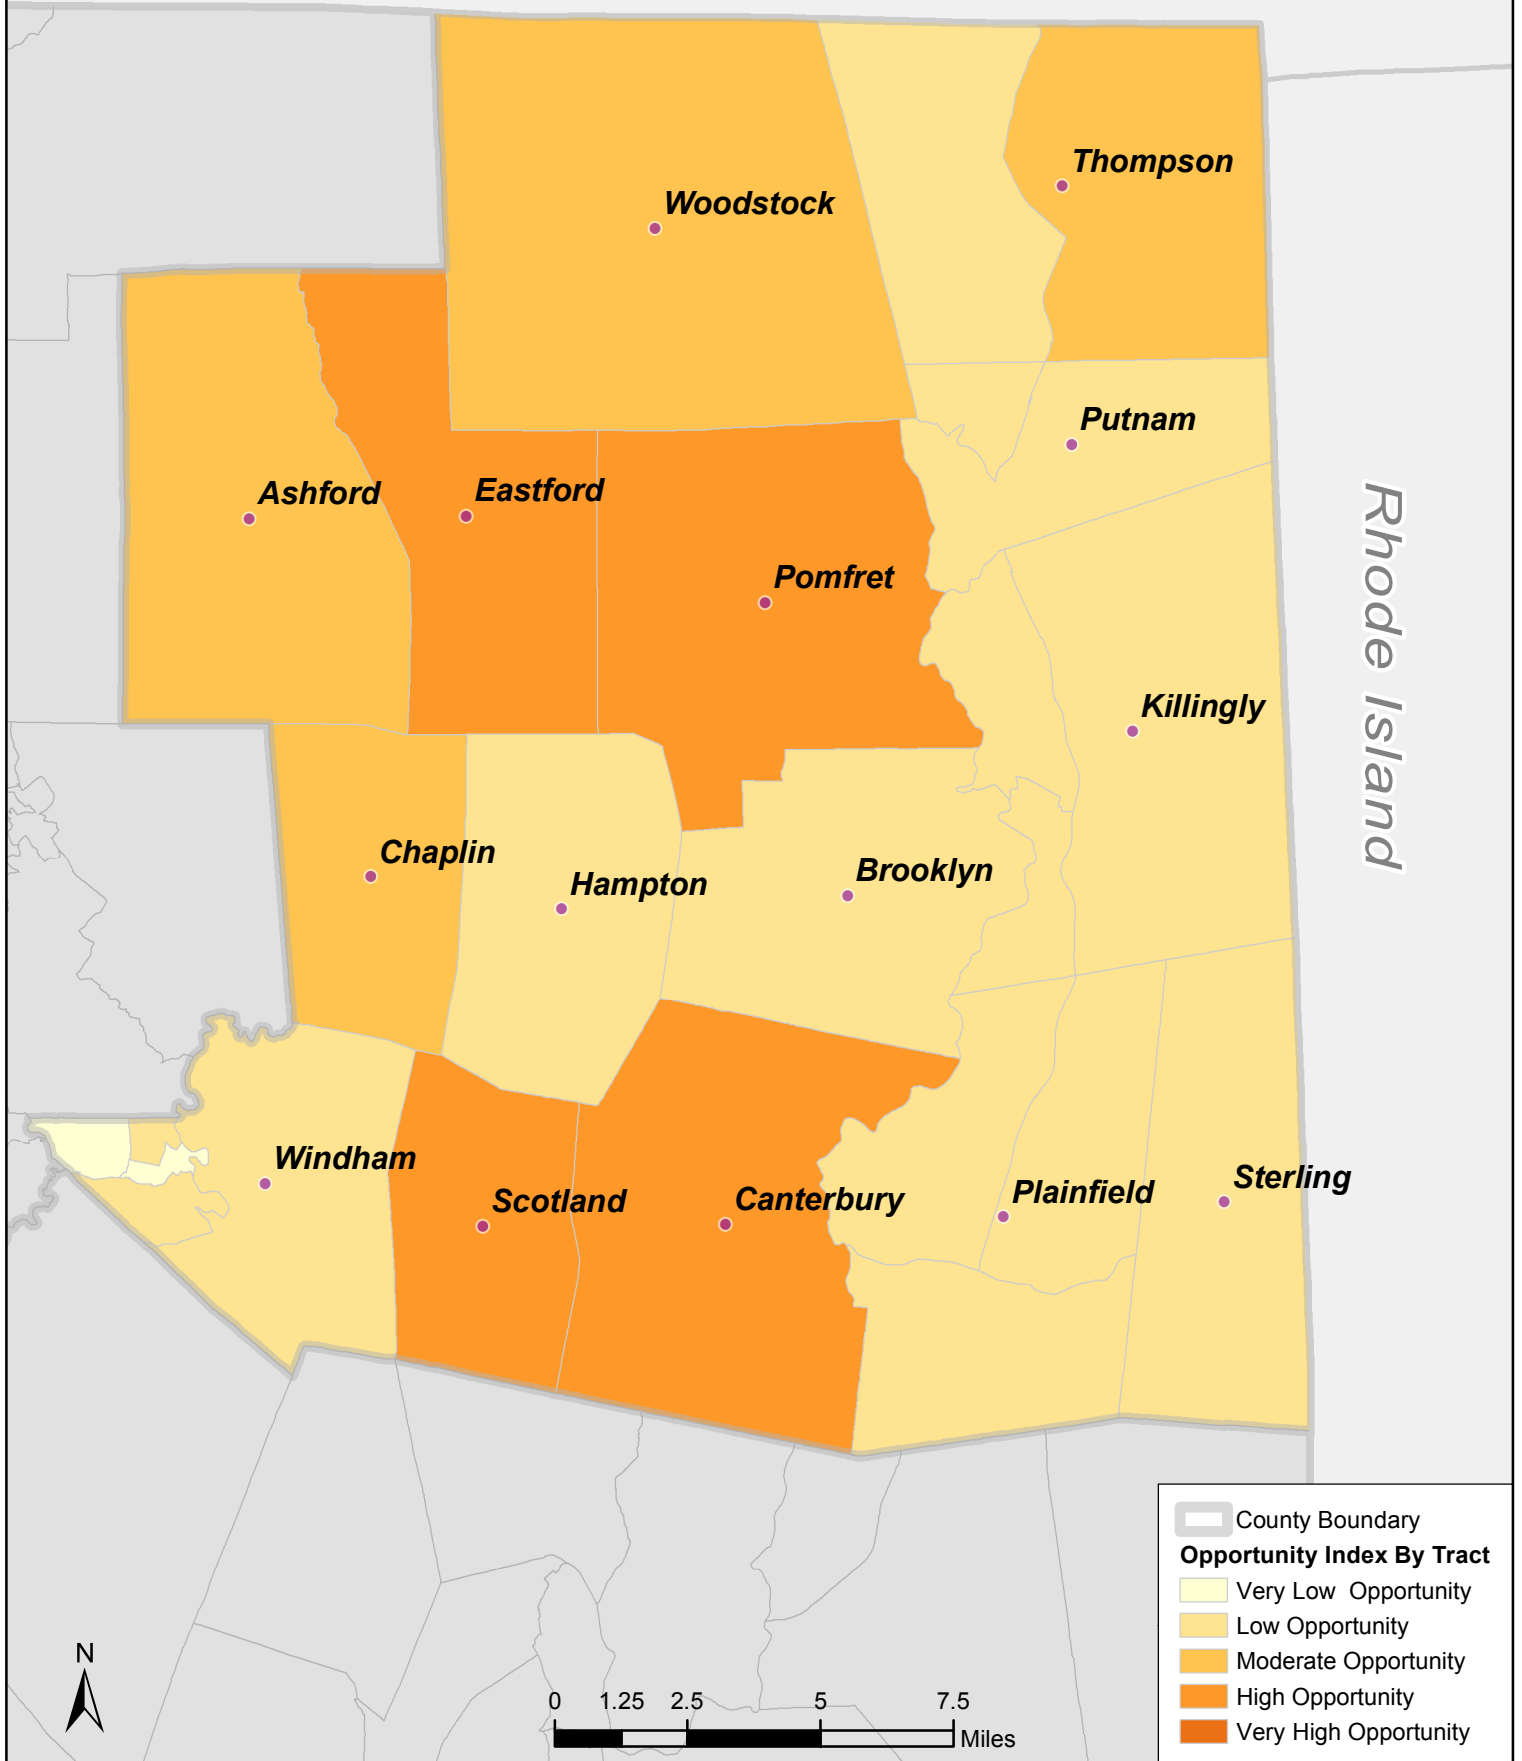 Thompson
Woodstock
Putnam
Ashford
Eastford
Pomfret
Rhode Island
Killingly
Chaplin
Hampton
Brooklyn
Windham
Scotland
Canterbury
Plainfield
Sterling
County Boundary
Opportunity Index By Tract
Very Low Opportunity
Low Opportunity
Moderate Opportunity
High Opportunity
Very High Opportunity
N
0 1.25 2.5 5 7.5
Miles